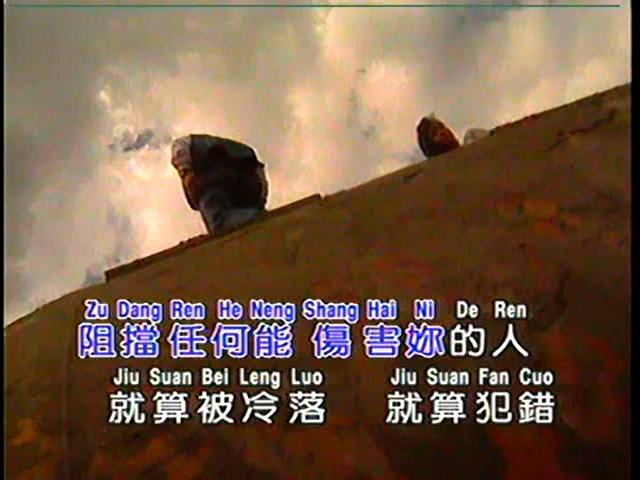 Zu Dang Ren He Neng Shang Hai Ni De Ren
阻擋任何能 傷害妳的人
Jiu Suan Bei Leng Luo Jiu Suan Fan Cuo
就算被冷落 就算犯錯